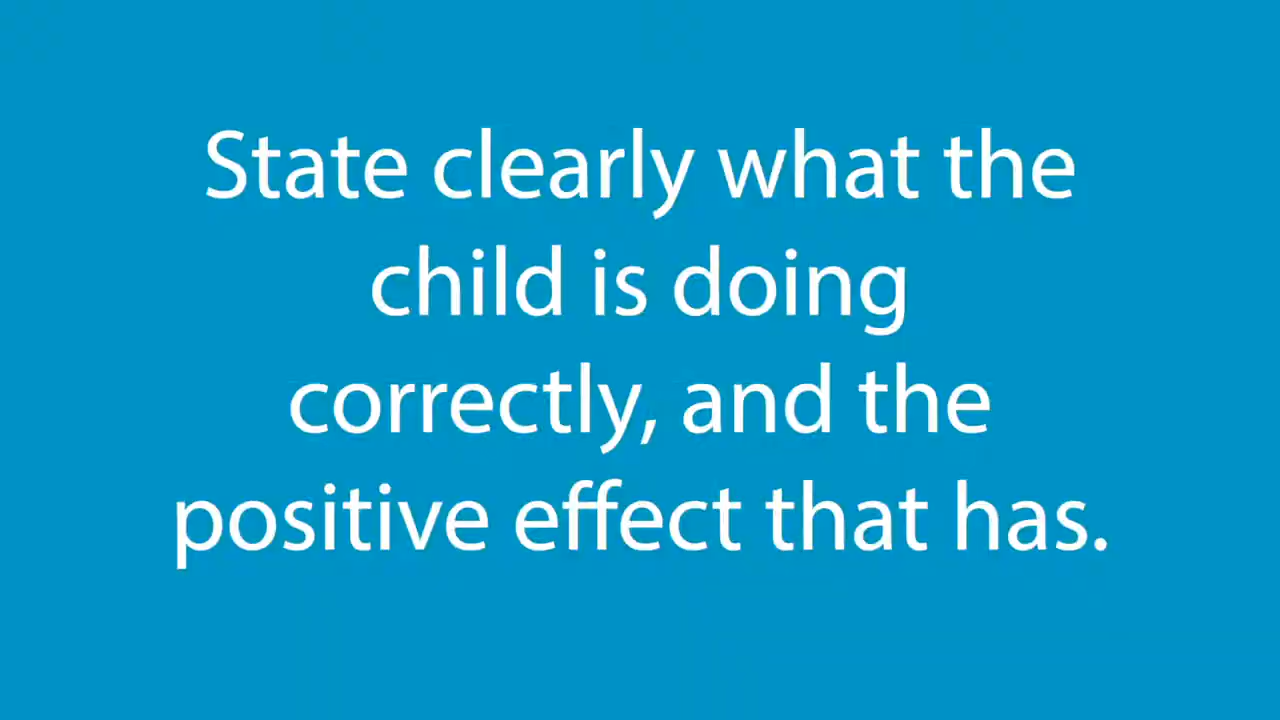 State clearly what the
child is doing
correctly, and the
positive effect that has.